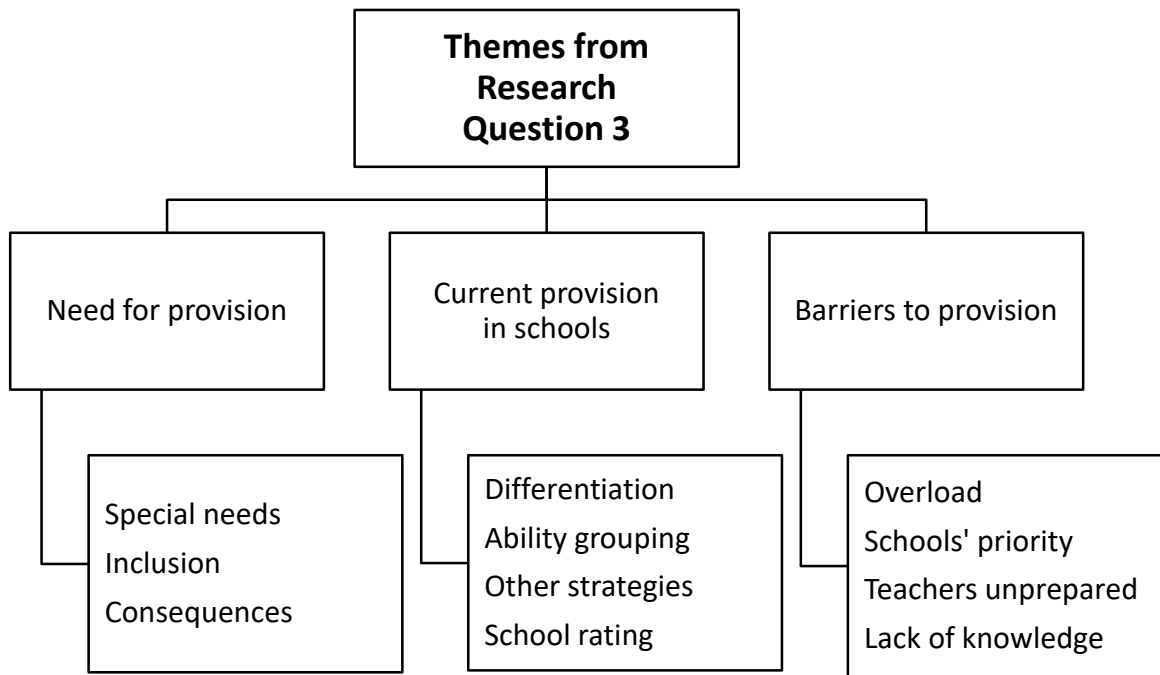 Themes from
Research
Question 3
Need for provision
Current provision
in schools
Barriers to provision
Special needs
Inclusion
Consequences
Differentiation
Ability grouping
Other strategies
School rating
Overload
Schools' priority
Teachers unprepared
Lack of knowledge